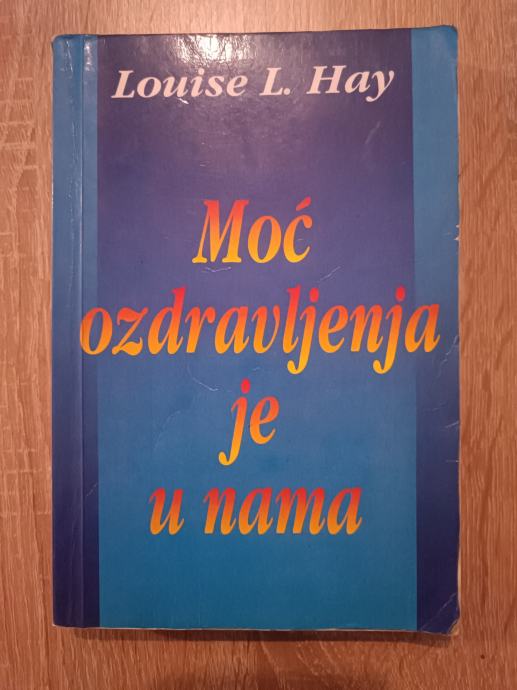 Louise L. Hay
Moć
ozdravljenja
je
u nama